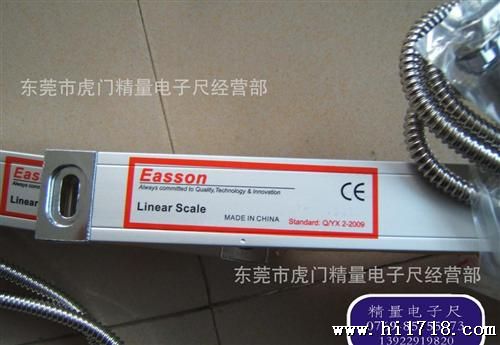 东莞市虎门精量电子尺经营部
Easson
Always committed to Quality,Technology & Innovation
CE
Linear Scale
MADE IN CHINA
Standard: Q/YX 2-2009
东莞市虎门精量电子尺经营部
精量电子尺
13922919820
www.hi1718.com